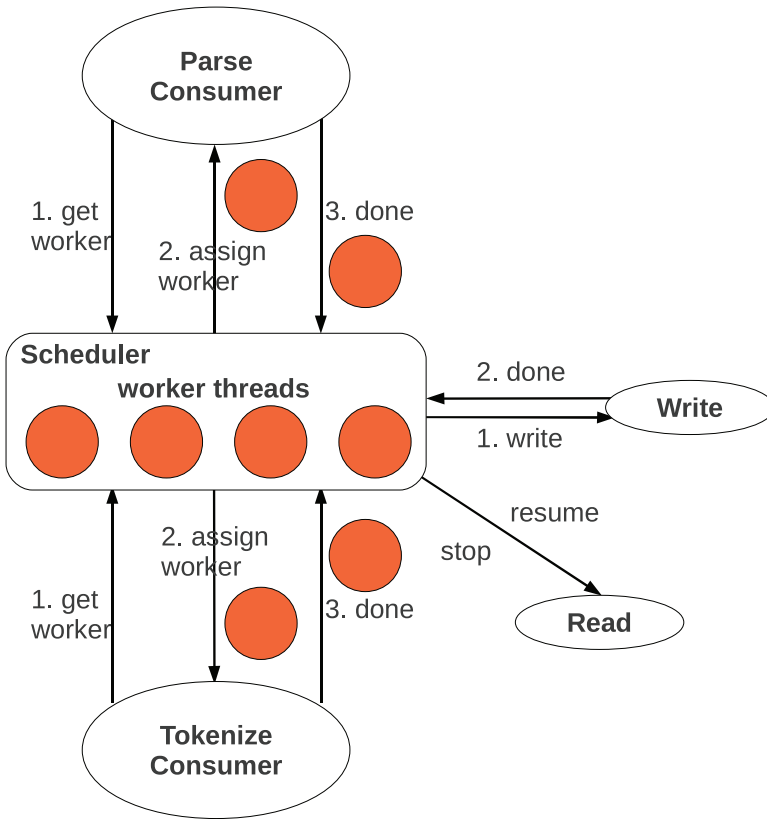 Parse
Consumer
1. get
worker
2. assign
worker
3. done
Scheduler
worker threads
2. done
Write
1. write
resume
stop
Read
2. assign
worker
1. get
worker
3. done
Tokenize
Consumer